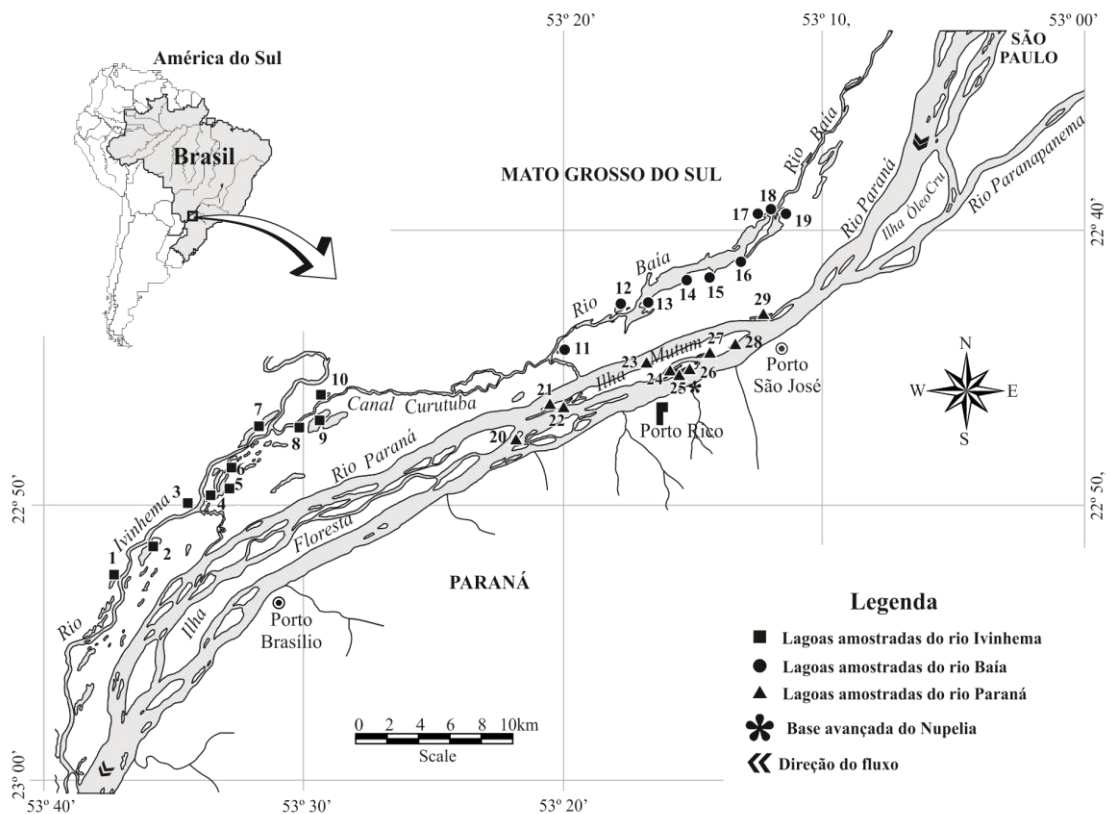 53º 20'
53º 10,
53º 00'
América do Sul
Brasil
SÃO
PAULO
MATO GROSSO DO SUL
Rio Baía
Rio Paraná
Ilha Óleo Cru
Rio Paranapanema
22º 40'
18
17
19
16
Rio Baia
12
13
14
15
29
11
23
Ilha Mutum
27
28
24
25
26
Porto
São José
N
W
E
S
10
Canal Curutuba
21
22
Porto Rico
7
8
9
20
Rio Paraná
6
5
3
4
22º 50,
Rio Ivinhema
1
2
Ilha Floresta
PARANÁ
Porto
Brasílio
Legenda
Lagoas amostradas do rio Ivinhema
Lagoas amostradas do rio Baía
Lagoas amostradas do rio Paraná
Base avançada do Nupelia
Direção do fluxo
0 2 4 6 8 10km
Scale
23º 00'
53º 40'
53º 30'
53º 20'